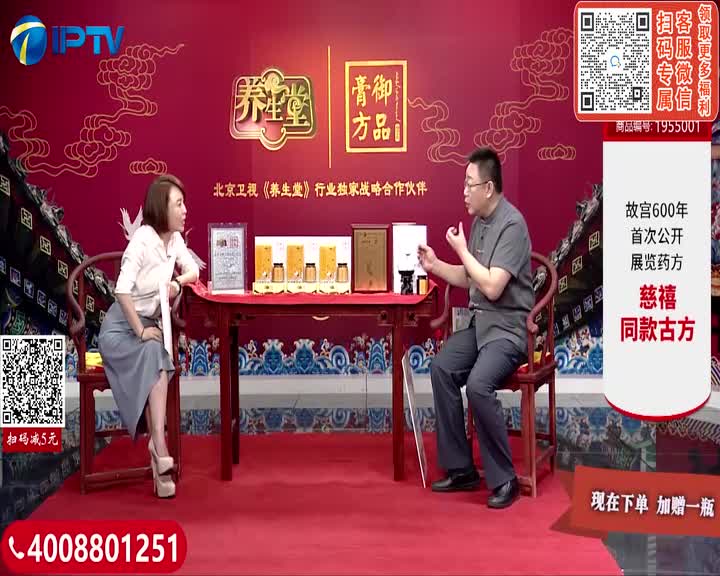 IPTV
养生堂
御品
膏方
北京卫视《养生堂》行业独家战略合作伙伴
领取更多福利
客服微信
扫码专属
商品编号:1955001
故宫600年
首次公开
展览药方
慈禧
同款古方
扫码减5元
现在下单 加赠一瓶
4008801251